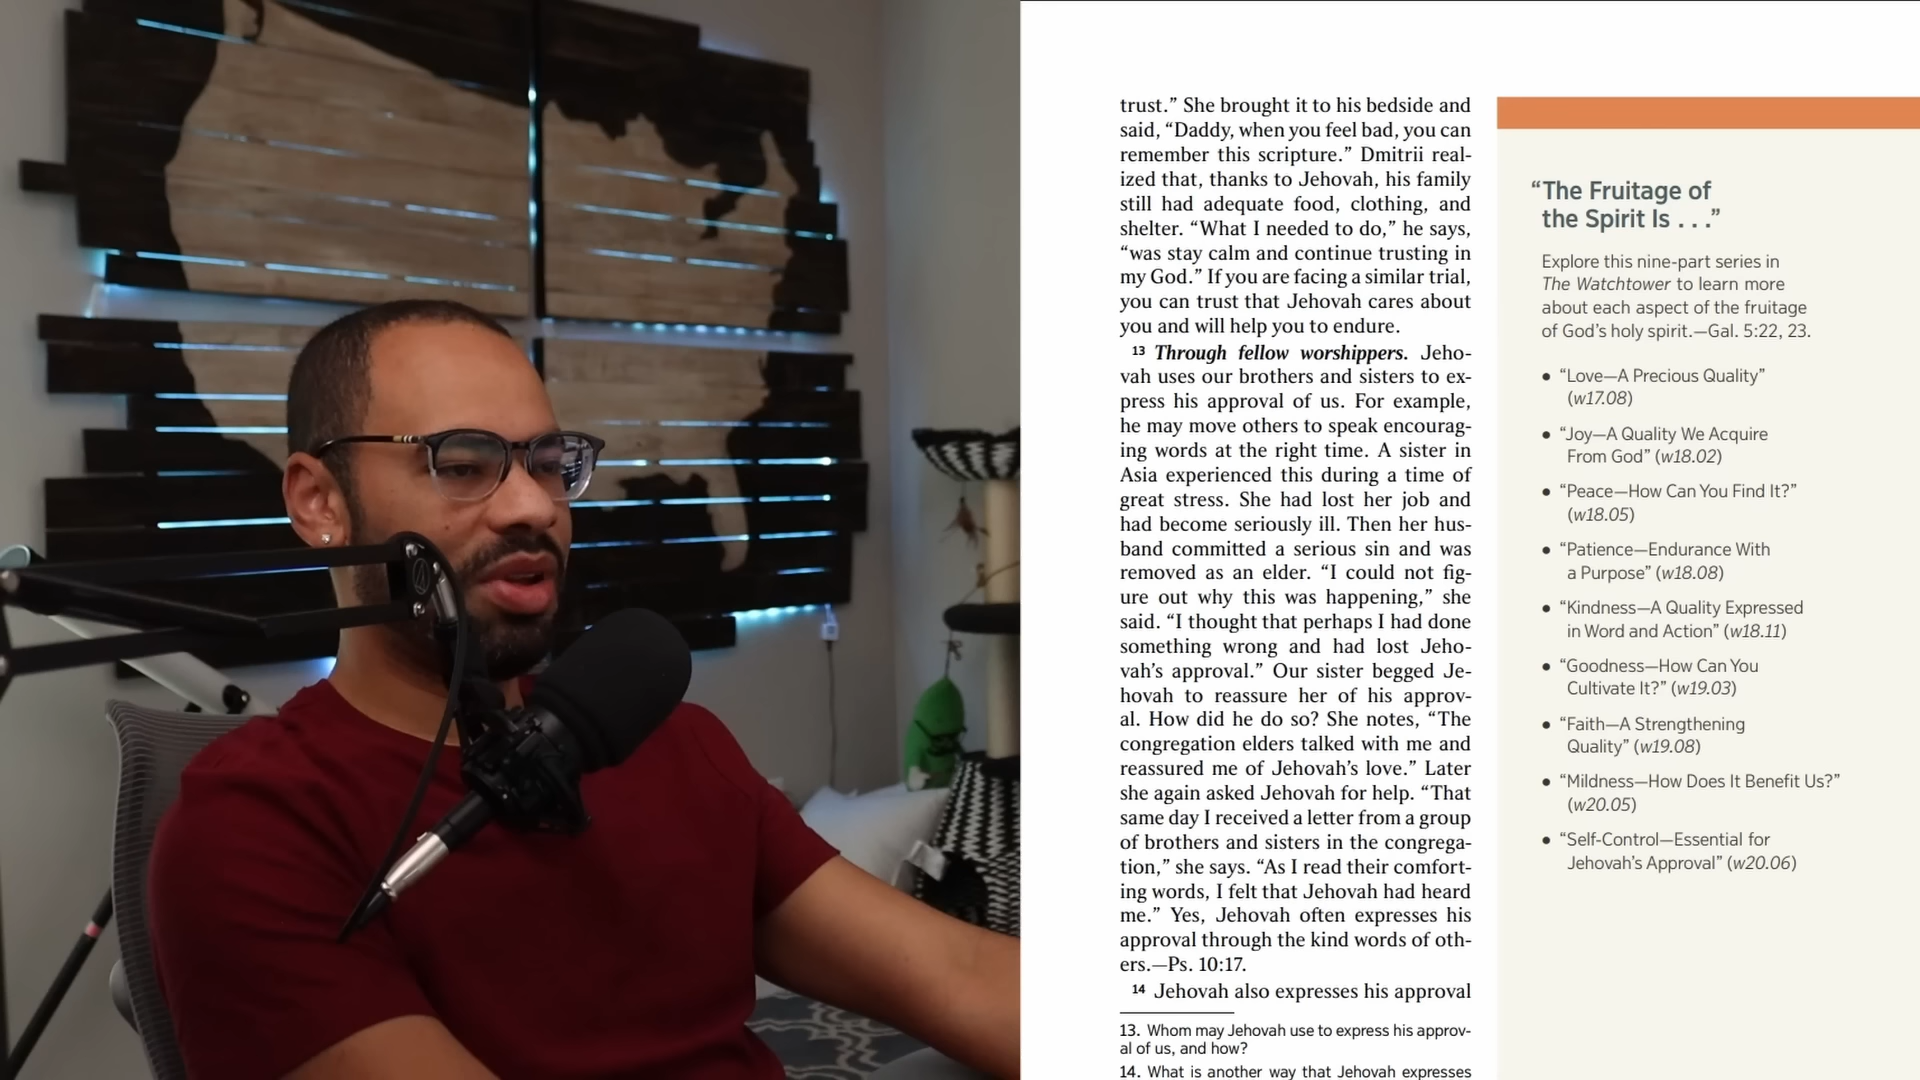 trust.” She brought it to his bedside and
said, “Daddy, when you feel bad, you can
remember this scripture.” Dmitrii real-
ized that, thanks to Jehovah, his family
still had adequate food, clothing, and
shelter. “What I needed to do,” he says,
“was stay calm and continue trusting in
my God.” If you are facing a similar trial,
you can trust that Jehovah cares about
you and will help you to endure.
13 Through fellow worshippers. Jeho-
vah uses our brothers and sisters to ex-
press his approval of us. For example,
he may move others to speak encourag-
ing words at the right time. A sister in
Asia experienced this during a time of
great stress. She had lost her job and
had become seriously ill. Then her hus-
band committed a serious sin and was
removed as an elder. “I could not fig-
ure out why this was happening,” she
said. “I thought that perhaps I had done
something wrong and had lost Jeho-
vah’s approval.” Our sister begged Je-
hovah to reassure her of his approv-
al. How did he do so? She notes, “The
congregation elders talked with me and
reassured me of Jehovah’s love.” Later
she again asked Jehovah for help. “That
same day I received a letter from a group
of brothers and sisters in the congrega-
tion,” she says. “As I read their comfort-
ing words, I felt that Jehovah had heard
me.” Yes, Jehovah often expresses his
approval through the kind words of oth-
ers.—Ps. 10:17.
14 Jehovah also expresses his approval
13. Whom may Jehovah use to express his approv-
al of us, and how?
14. What is another way that Jehovah expresses
“The Fruitage of
the Spirit Is . . .”
Explore this nine-part series in
The Watchtower to learn more
about each aspect of the fruitage
of God’s holy spirit.—Gal. 5:22, 23.
• “Love—A Precious Quality”
(w17.08)
• “Joy—A Quality We Acquire
From God” (w18.02)
• “Peace—How Can You Find It?”
(w18.05)
• “Patience—Endurance With
a Purpose” (w18.08)
• “Kindness—A Quality Expressed
in Word and Action” (w18.11)
• “Goodness—How Can You
Cultivate It?” (w19.03)
• “Faith—A Strengthening
Quality” (w19.08)
• “Mildness—How Does It Benefit Us?”
(w20.05)
• “Self-Control—Essential for
Jehovah’s Approval” (w20.06)